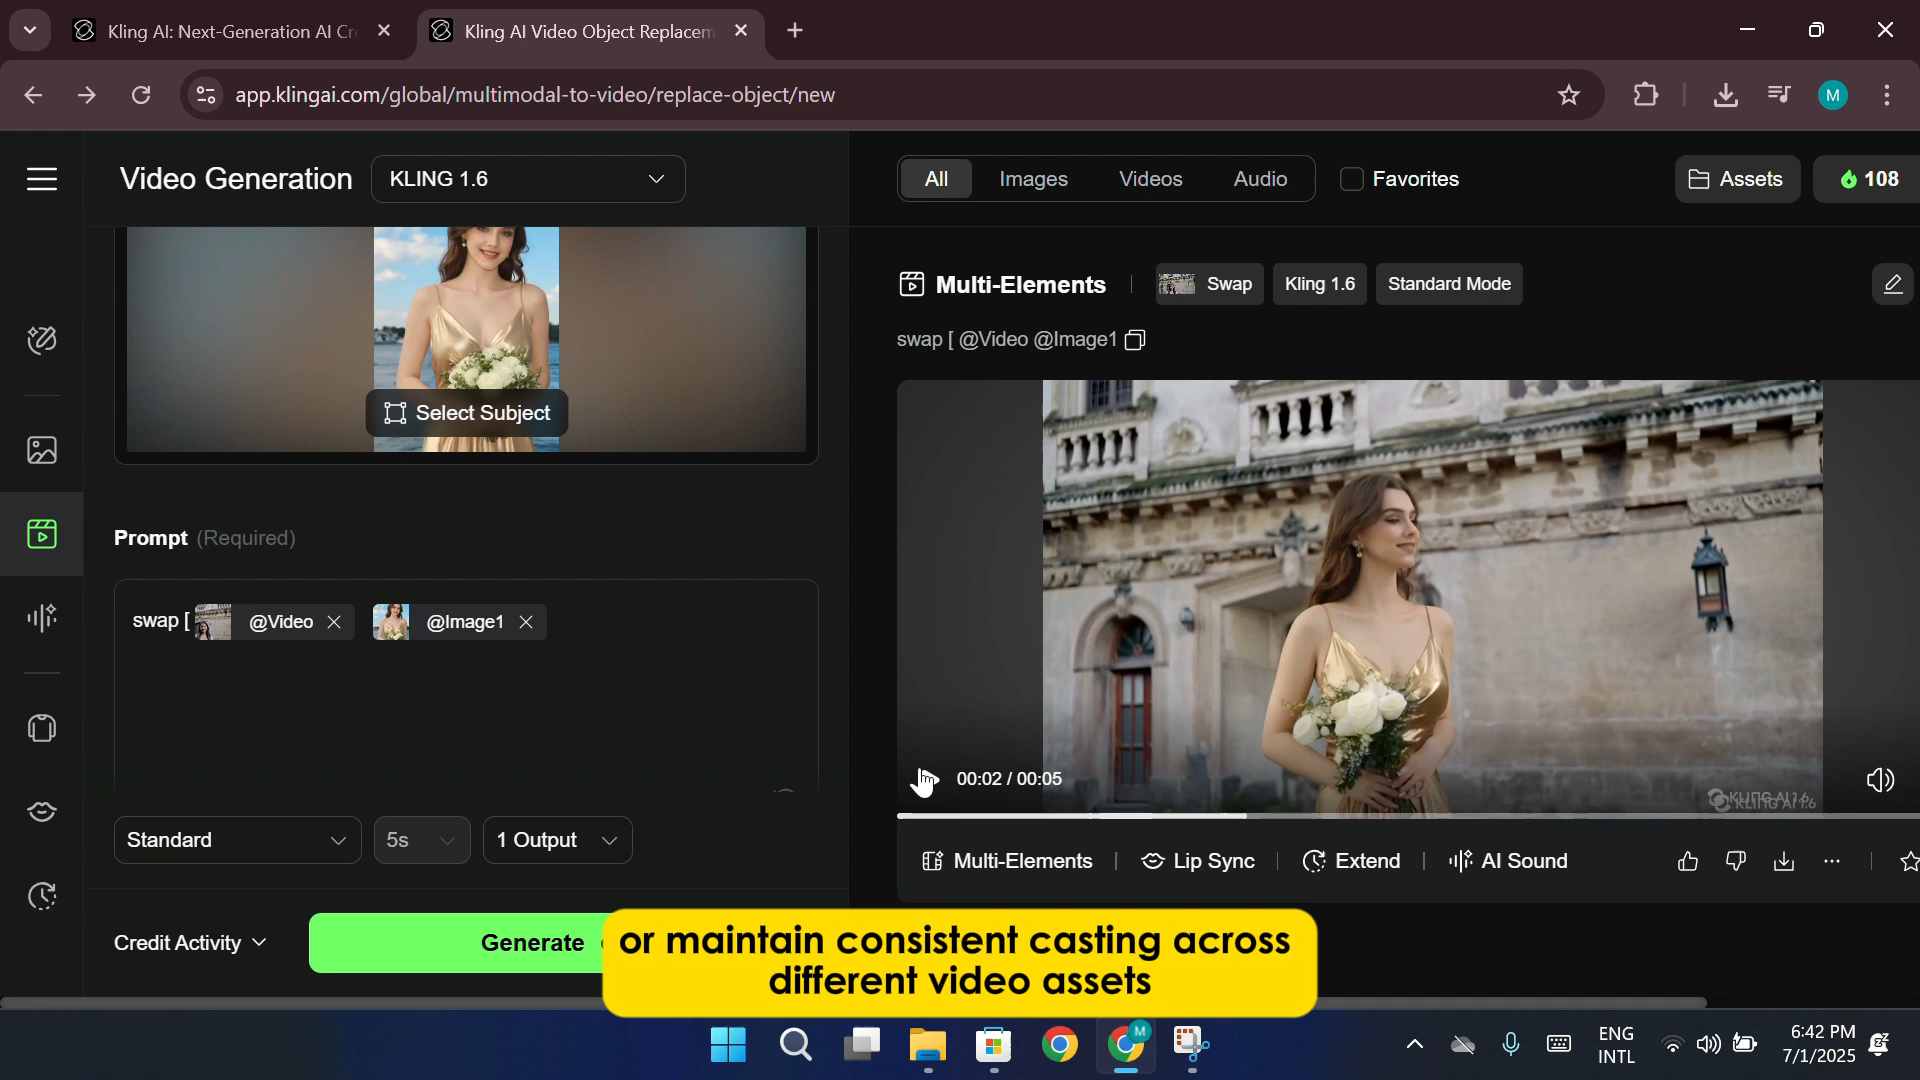 Kling AI: Next-Generation AI Cr
Kling AI Video Object Replacem
app.klingai.com/global/multimodal-to-video/replace-object/new
M
Video Generation
KLING 1.6
All
Images
Videos
Audio
Favorites
Assets
108
Select Subject
Multi-Elements
Swap
Kling 1.6
Standard Mode
swap [ @Video @Image1
Prompt (Required)
swap [ @Video @Image1
00:02 / 00:05
KLING AI 1.6
Standard
5s
1 Output
Multi-Elements
Lip Sync
Extend
AI Sound
Credit Activity
Generate
or maintain consistent casting across
different video assets
M
ENG
INTL
6:42 PM
7/1/2025